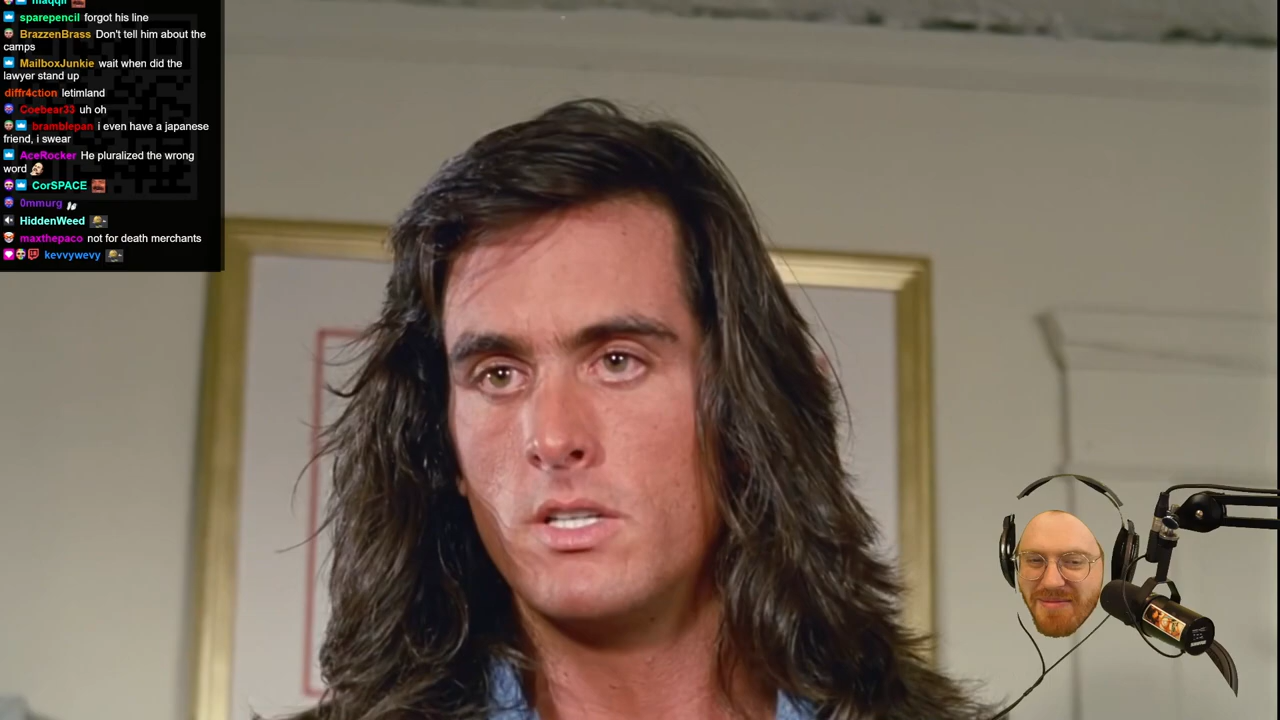 maqqii
sparepencil forgot his line
BrazzenBrass Don't tell him about the
camps
MailboxJunkie wait when did the
lawyer stand up
diffr4ction letimland
Coebear33 uh oh
bramblepan i even have a japanese
friend, i swear
AceRocker He pluralized the wrong
word
CorSPACE
0mmurg
HiddenWeed
maxthepaco not for death merchants
kevvywevy